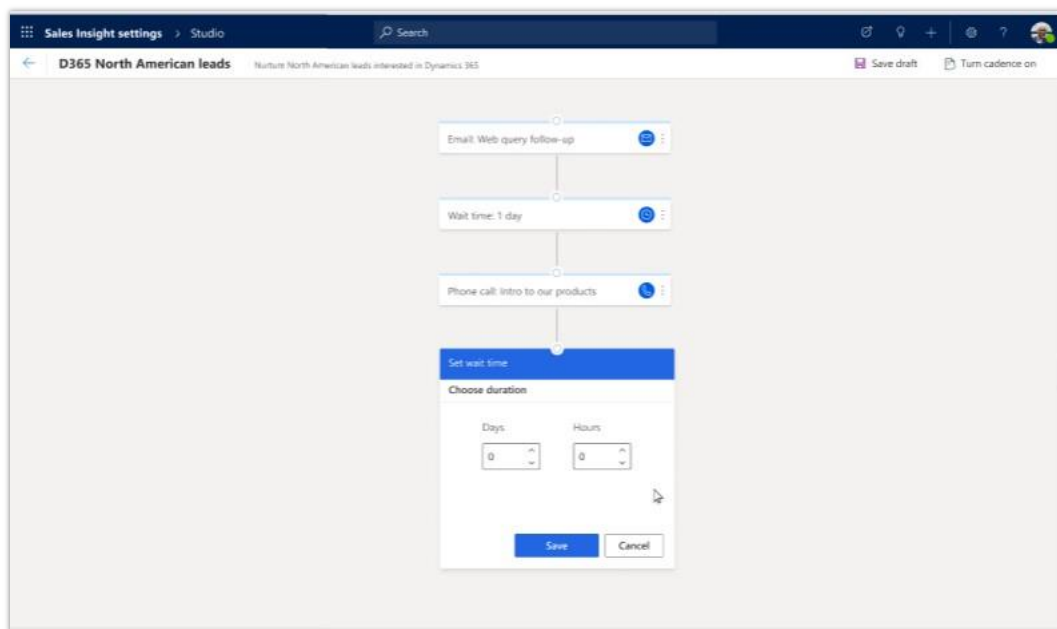 Sales Insight settings > Studio Search ?
D365 North American leads Nurture North American leads interested in Dynamics 365 Save draft Turn cadence on
Email: Web query follow-up
Wait time: 1 day
Phone call: Intro to our products
Set wait time
Choose duration
Days Hours
0 0
Save Cancel